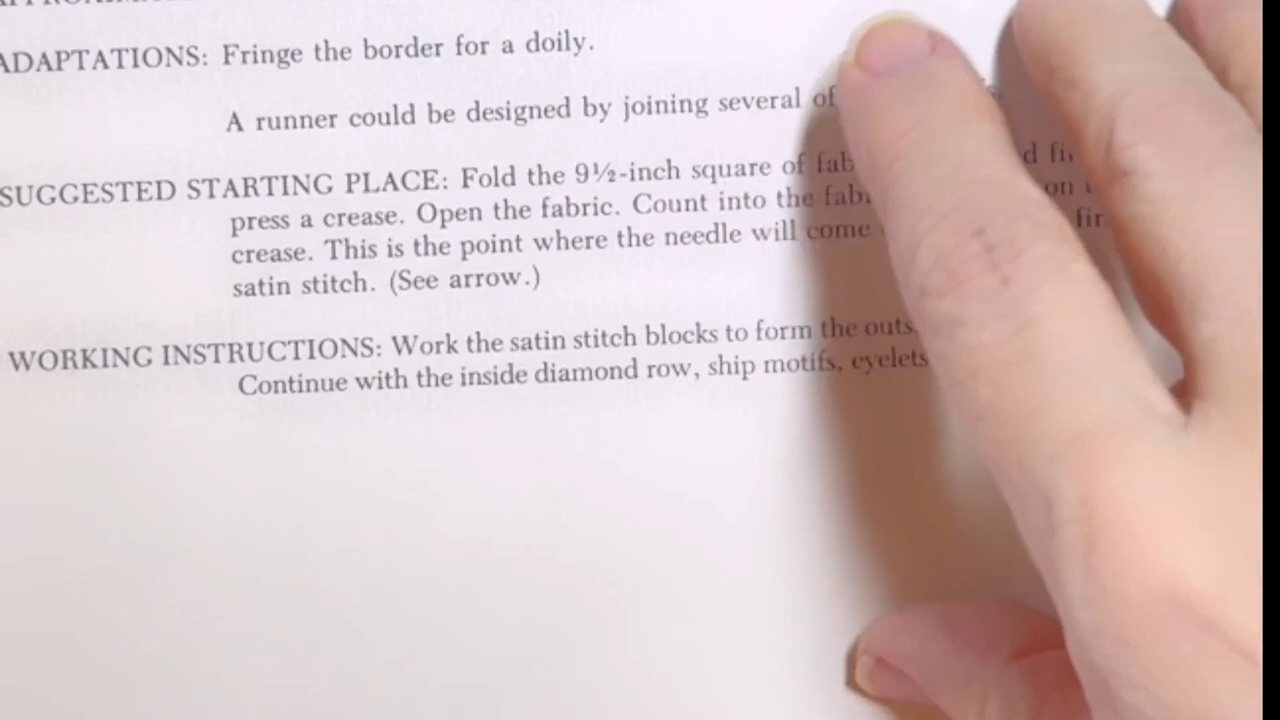 ADAPTATIONS: Fringe the border for a doily.
A runner could be designed by joining several of
SUGGESTED STARTING PLACE: Fold the 9½-inch square of
press a crease. Open the fabric. Count into the on
crease. This is the point where the needle will come
satin stitch. (See arrow.)
WORKING INSTRUCTIONS: Work the satin stitch blocks to form the
Continue with the inside diamond row, ship motifs, eyelets